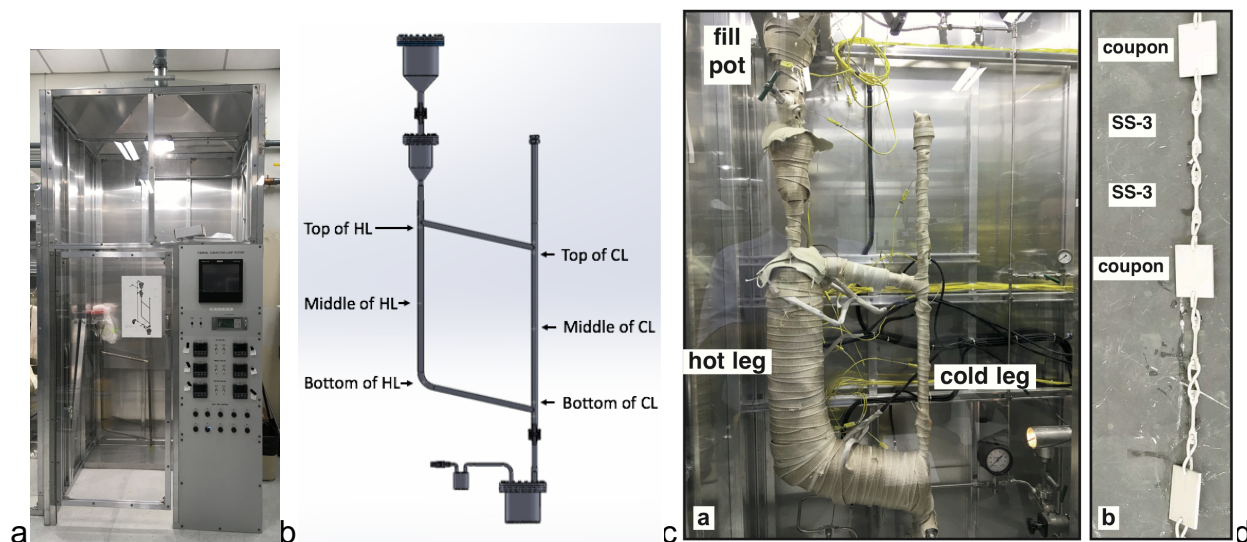 a
b
Top of HL
Middle of HL
Bottom of HL
Top of CL
Middle of CL
Bottom of CL
c
fill
pot
hot leg
cold leg
a
coupon
SS-3
SS-3
coupon
b
d